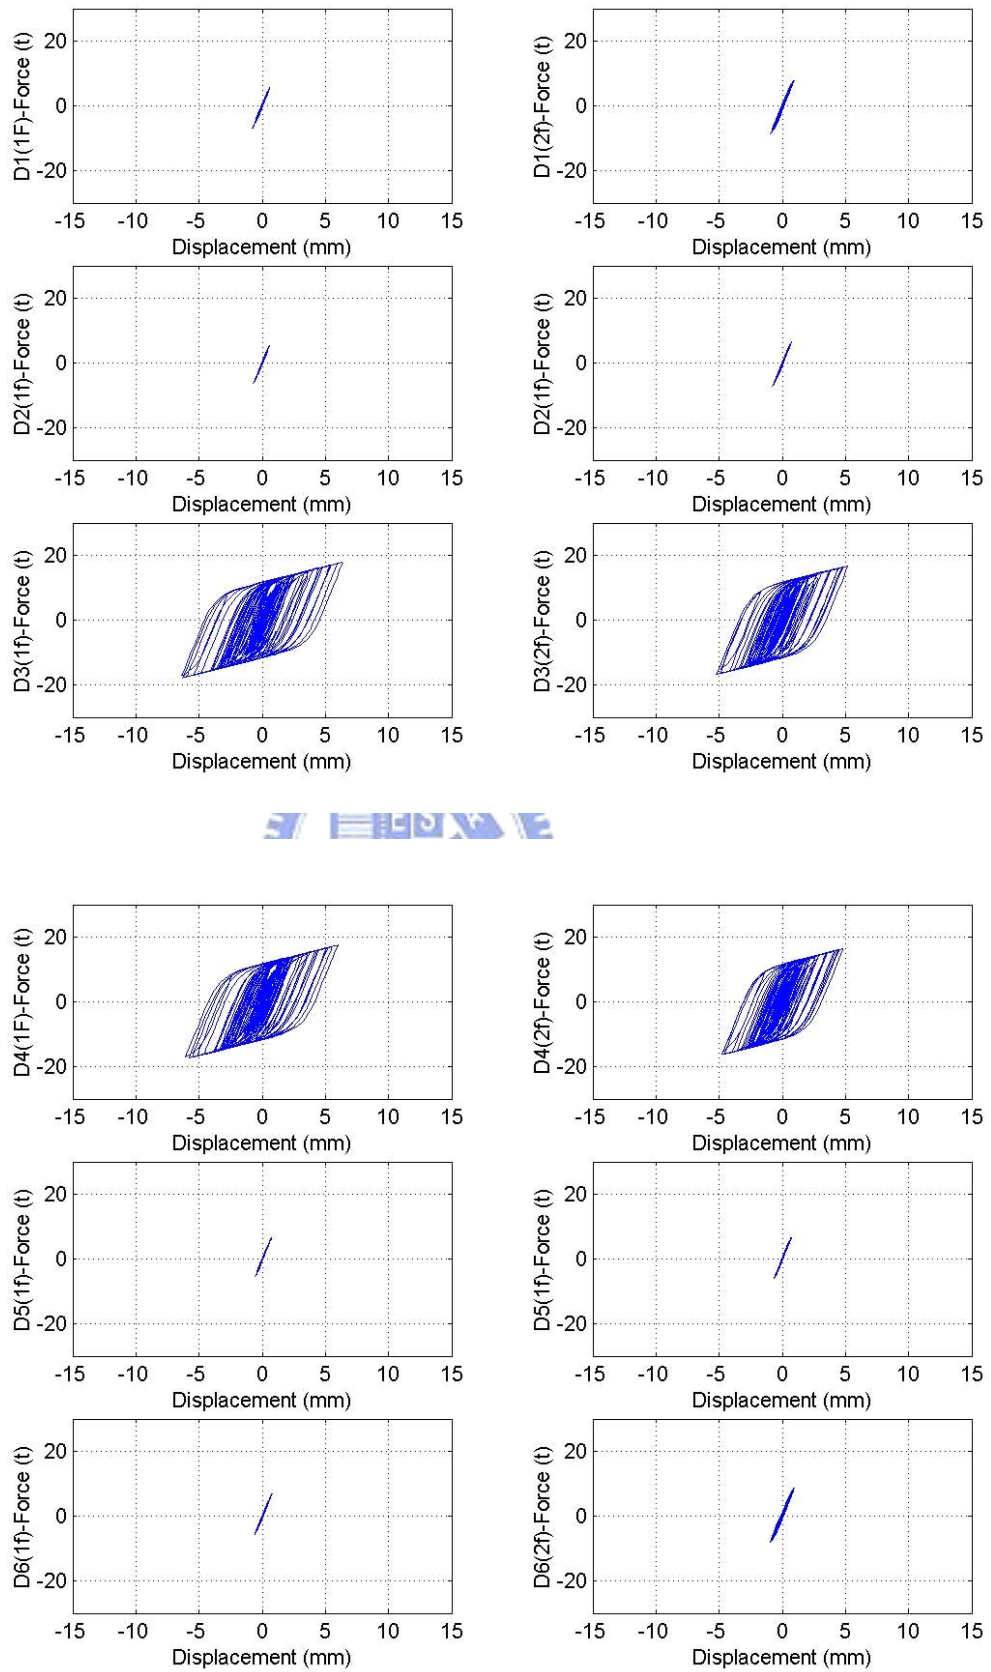 D1(1F)-Force (t)
20
0
-20
-15 -10 -5 0 5 10 15
Displacement (mm)
D1(2f)-Force (t)
20
0
-20
-15 -10 -5 0 5 10 15
Displacement (mm)
D2(1f)-Force (t)
20
0
-20
-15 -10 -5 0 5 10 15
Displacement (mm)
D2(1f)-Force (t)
20
0
-20
-15 -10 -5 0 5 10 15
Displacement (mm)
D3(1f)-Force (t)
20
0
-20
-15 -10 -5 0 5 10 15
Displacement (mm)
D3(2f)-Force (t)
20
0
-20
-15 -10 -5 0 5 10 15
Displacement (mm)
ESA
D4(1F)-Force (t)
20
0
-20
-15 -10 -5 0 5 10 15
Displacement (mm)
D4(2f)-Force (t)
20
0
-20
-15 -10 -5 0 5 10 15
Displacement (mm)
D5(1f)-Force (t)
20
0
-20
-15 -10 -5 0 5 10 15
Displacement (mm)
D5(1f)-Force (t)
20
0
-20
-15 -10 -5 0 5 10 15
Displacement (mm)
D6(1f)-Force (t)
20
0
-20
-15 -10 -5 0 5 10 15
Displacement (mm)
D6(2f)-Force (t)
20
0
-20
-15 -10 -5 0 5 10 15
Displacement (mm)